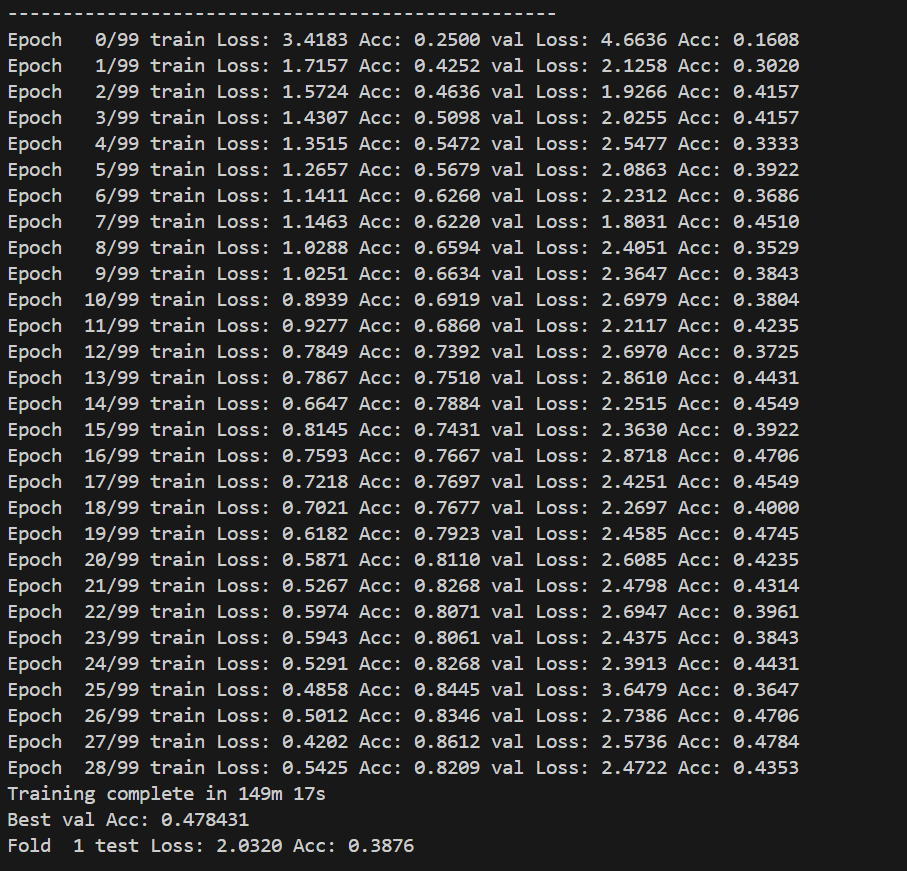 --------------------------------------------------
Epoch   0/99 train Loss: 3.4183 Acc: 0.2500 val Loss: 4.6636 Acc: 0.1608
Epoch   1/99 train Loss: 1.7157 Acc: 0.4252 val Loss: 2.1258 Acc: 0.3020
Epoch   2/99 train Loss: 1.5724 Acc: 0.4636 val Loss: 1.9266 Acc: 0.4157
Epoch   3/99 train Loss: 1.4307 Acc: 0.5098 val Loss: 2.0255 Acc: 0.4157
Epoch   4/99 train Loss: 1.3515 Acc: 0.5472 val Loss: 2.5477 Acc: 0.3333
Epoch   5/99 train Loss: 1.2657 Acc: 0.5679 val Loss: 2.0863 Acc: 0.3922
Epoch   6/99 train Loss: 1.1411 Acc: 0.6260 val Loss: 2.2312 Acc: 0.3686
Epoch   7/99 train Loss: 1.1463 Acc: 0.6220 val Loss: 1.8031 Acc: 0.4510
Epoch   8/99 train Loss: 1.0288 Acc: 0.6594 val Loss: 2.4051 Acc: 0.3529
Epoch   9/99 train Loss: 1.0251 Acc: 0.6634 val Loss: 2.3647 Acc: 0.3843
Epoch  10/99 train Loss: 0.8939 Acc: 0.6919 val Loss: 2.6979 Acc: 0.3804
Epoch  11/99 train Loss: 0.9277 Acc: 0.6860 val Loss: 2.2117 Acc: 0.4235
Epoch  12/99 train Loss: 0.7849 Acc: 0.7392 val Loss: 2.6970 Acc: 0.3725
Epoch  13/99 train Loss: 0.7867 Acc: 0.7510 val Loss: 2.8610 Acc: 0.4431
Epoch  14/99 train Loss: 0.6647 Acc: 0.7884 val Loss: 2.2515 Acc: 0.4549
Epoch  15/99 train Loss: 0.8145 Acc: 0.7431 val Loss: 2.3630 Acc: 0.3922
Epoch  16/99 train Loss: 0.7593 Acc: 0.7667 val Loss: 2.8718 Acc: 0.4706
Epoch  17/99 train Loss: 0.7218 Acc: 0.7697 val Loss: 2.4251 Acc: 0.4549
Epoch  18/99 train Loss: 0.7021 Acc: 0.7677 val Loss: 2.2697 Acc: 0.4000
Epoch  19/99 train Loss: 0.6182 Acc: 0.7923 val Loss: 2.4585 Acc: 0.4745
Epoch  20/99 train Loss: 0.5871 Acc: 0.8110 val Loss: 2.6085 Acc: 0.4235
Epoch  21/99 train Loss: 0.5267 Acc: 0.8268 val Loss: 2.4798 Acc: 0.4314
Epoch  22/99 train Loss: 0.5974 Acc: 0.8071 val Loss: 2.6947 Acc: 0.3961
Epoch  23/99 train Loss: 0.5943 Acc: 0.8061 val Loss: 2.4375 Acc: 0.3843
Epoch  24/99 train Loss: 0.5291 Acc: 0.8268 val Loss: 2.3913 Acc: 0.4431
Epoch  25/99 train Loss: 0.4858 Acc: 0.8445 val Loss: 3.6479 Acc: 0.3647
Epoch  26/99 train Loss: 0.5012 Acc: 0.8346 val Loss: 2.7386 Acc: 0.4706
Epoch  27/99 train Loss: 0.4202 Acc: 0.8612 val Loss: 2.5736 Acc: 0.4784
Epoch  28/99 train Loss: 0.5425 Acc: 0.8209 val Loss: 2.4722 Acc: 0.4353
Training complete in 149m 17s
Best val Acc: 0.478431
Fold  1 test Loss: 2.0320 Acc: 0.3876